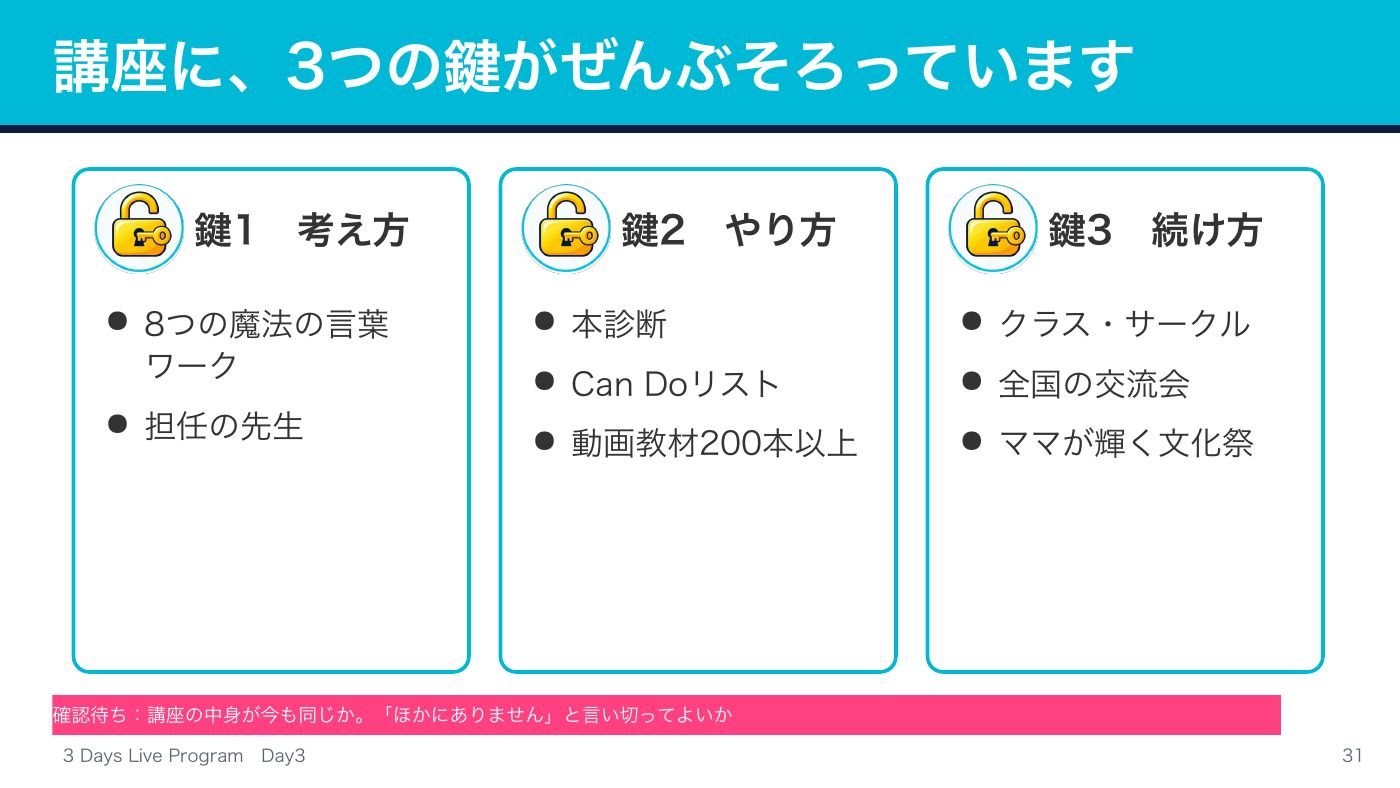 講座に、3つの鍵がぜんぶそろっています
鍵1　考え方
8つの魔法の言葉
ワーク
担任の先生
鍵2　やり方
本診断
Can Doリスト
動画教材200本以上
鍵3　続け方
クラス・サークル
全国の交流会
ママが輝く文化祭
確認待ち：講座の中身が今も同じか。「ほかにありません」と言い切ってよいか
3 Days Live Program　Day3
31